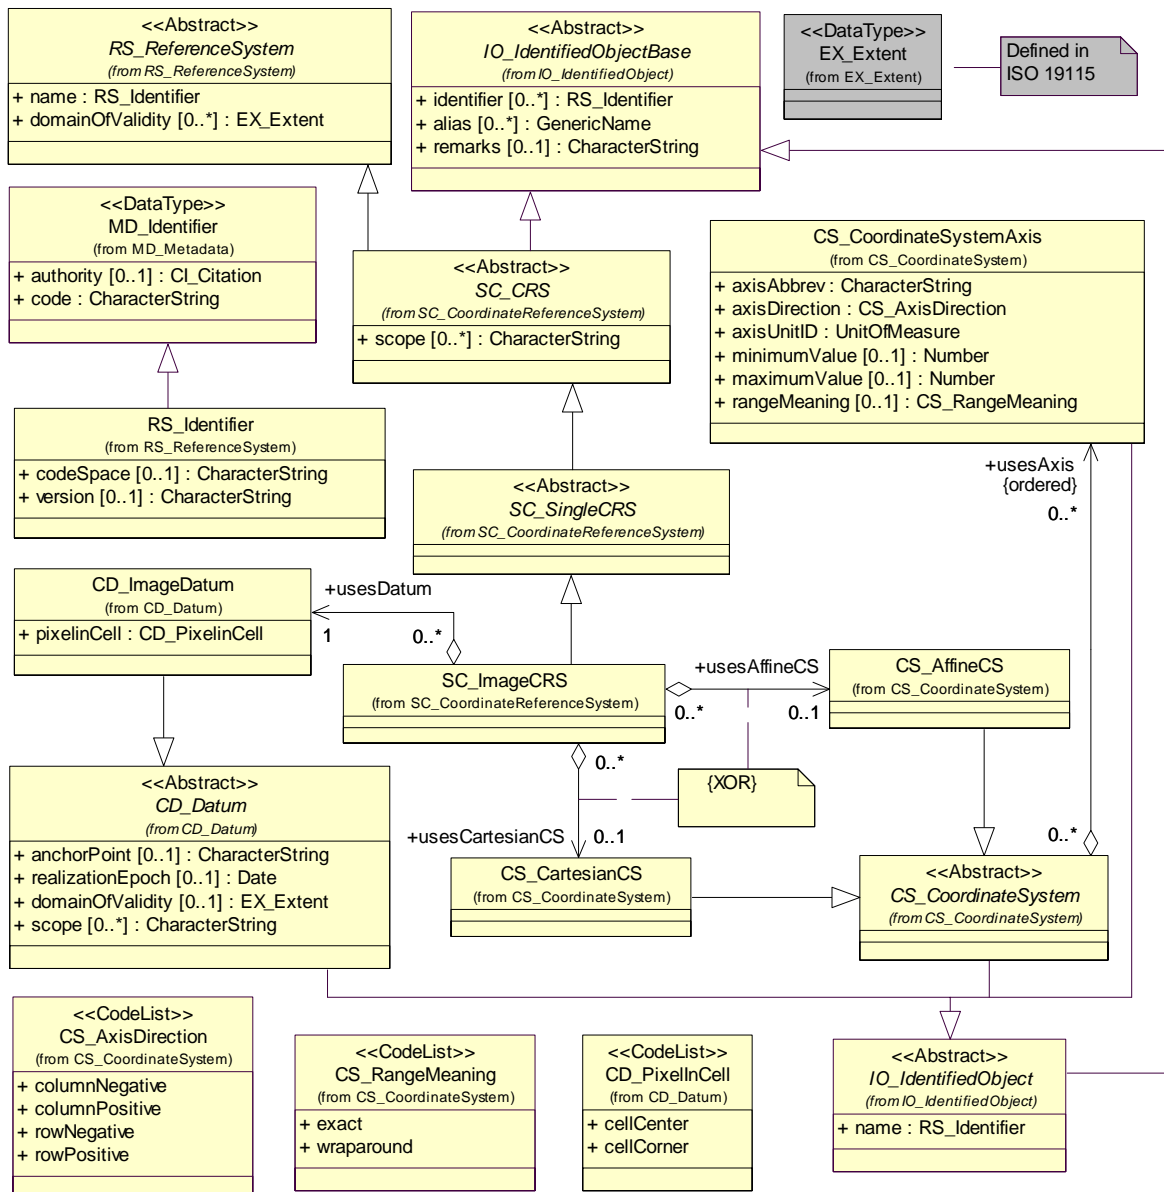 <<Abstract>>
RS_ReferenceSystem
(from RS_ReferenceSystem)
+ name : RS_Identifier
+ domainOfValidity [0..*] : EX_Extent
<<Abstract>>
IO_IdentifiedObjectBase
(from IO_IdentifiedObject)
+ identifier [0..*] : RS_Identifier
+ alias [0..*] : GenericName
+ remarks [0..1] : CharacterString
<<DataType>>
EX_Extent
(from EX_Extent)
Defined in
ISO 19115
<<DataType>>
MD_Identifier
(from MD_Metadata)
+ authority [0..1] : CI_Citation
+ code : CharacterString
<<Abstract>>
SC_CRS
(from SC_CoordinateReferenceSystem)
+ scope [0..*] : CharacterString
CS_CoordinateSystemAxis
(from CS_CoordinateSystem)
+ axisAbbrev : CharacterString
+ axisDirection : CS_AxisDirection
+ axisUnitID : UnitOfMeasure
+ minimumValue [0..1] : Number
+ maximumValue [0..1] : Number
+ rangeMeaning [0..1] : CS_RangeMeaning
RS_Identifier
(from RS_ReferenceSystem)
+ codeSpace [0..1] : CharacterString
+ version [0..1] : CharacterString
<<Abstract>>
SC_SingleCRS
(from SC_CoordinateReferenceSystem)
+usesAxis
{ordered}
0..*
CD_ImageDatum
(from CD_Datum)
+ pixelinCell : CD_PixelinCell
+usesDatum
1
0..*
SC_ImageCRS
(from SC_CoordinateReferenceSystem)
+usesAffineCS
0..*
0..1
CS_AffineCS
(from CS_CoordinateSystem)
0..*
{XOR}
+usesCartesianCS
0..1
<<Abstract>>
CD_Datum
(from CD_Datum)
+ anchorPoint [0..1] : CharacterString
+ realizationEpoch [0..1] : Date
+ domainOfValidity [0..1] : EX_Extent
+ scope [0..*] : CharacterString
CS_CartesianCS
(from CS_CoordinateSystem)
0..*
<<Abstract>>
CS_CoordinateSystem
(from CS_CoordinateSystem)
<<CodeList>>
CS_AxisDirection
(from CS_CoordinateSystem)
+ columnNegative
+ columnPositive
+ rowNegative
+ rowPositive
<<CodeList>>
CS_RangeMeaning
(from CS_CoordinateSystem)
+ exact
+ wraparound
<<CodeList>>
CD_PixelInCell
(from CD_Datum)
+ cellCenter
+ cellCorner
<<Abstract>>
IO_IdentifiedObject
(from IO_IdentifiedObject)
+ name : RS_Identifier